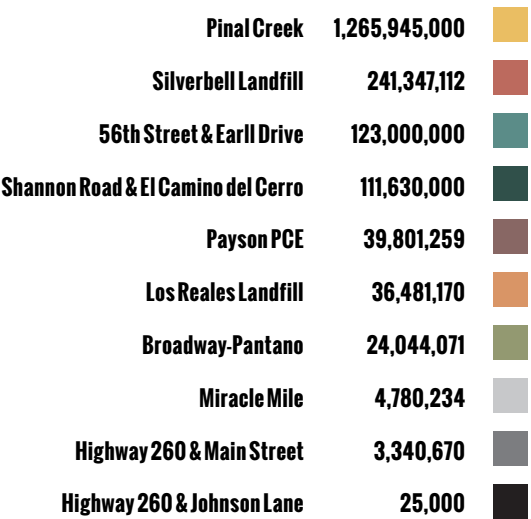 Pinal Creek 1,265,945,000
Silverbell Landfill 241,347,112
56th Street & Earll Drive 123,000,000
Shannon Road & El Camino del Cerro 111,630,000
Payson PCE 39,801,259
Los Reales Landfill 36,481,170
Broadway-Pantano 24,044,071
Miracle Mile 4,780,234
Highway 260 & Main Street 3,340,670
Highway 260 & Johnson Lane 25,000